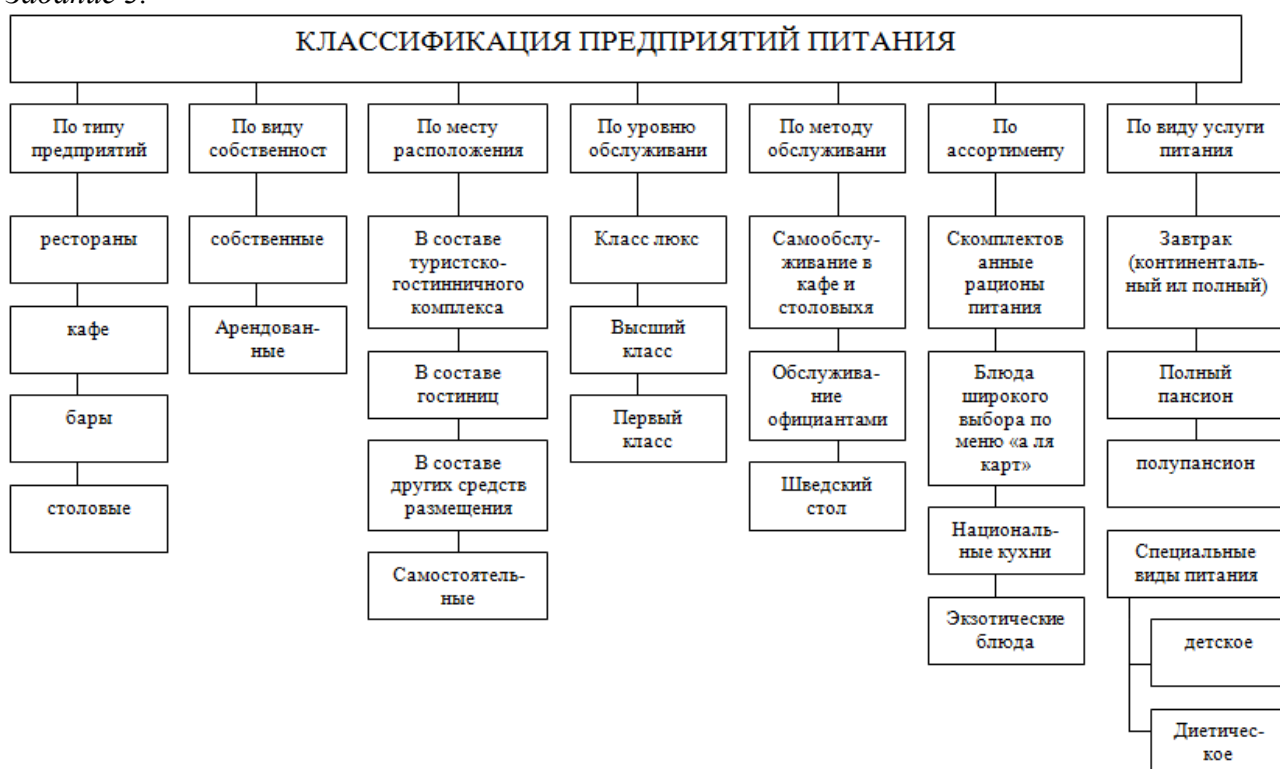 Задание 3.
КЛАССИФИКАЦИЯ ПРЕДПРИЯТИЙ ПИТАНИЯ
По типу
предприятий
По виду
собственност
По месту
расположения
По уровню
обслуживани
По методу
обслуживани
По
ассортименту
По виду услуги
питания
рестораны
кафе
бары
столовые
собственные
Арендован-
ные
В составе
туристско-
гостинничного
комплекса
В составе
гостиниц
В составе
других средств
размещения
Самостоятель-
ные
Класс люкс
Высший
класс
Первый
класс
Самообслу-
живание в
кафе и
столовыхя
Обслужива-
ние
официантами
Шведский
стол
Скомплектов
анные
рационы
питания
Блюда
широкого
выбора по
меню «а ля
карт»
Националь-
ные кухни
Экзотические
блюда
Завтрак
(континенталь-
ный ил полный)
Полный
пансион
полупансион
Специальные
виды питания
детское
Диетичес-
кое